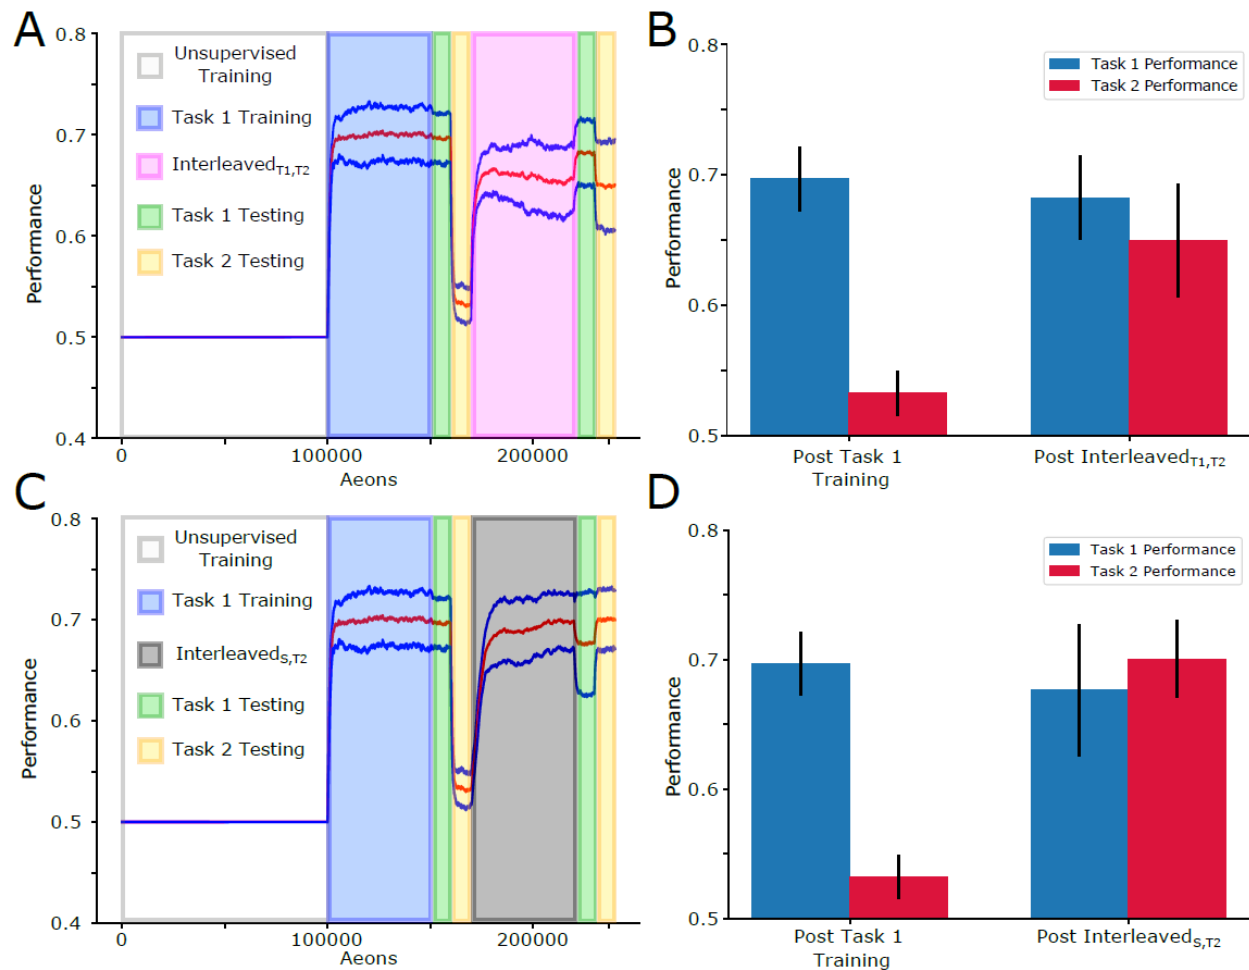 A
0.8
0.7
0.6
0.5
0.4
Performance
Unsupervised
Training
Task 1 Training
Interleaved_T1,T2
Task 1 Testing
Task 2 Testing
0
100000
200000
Aeons
B
0.8
0.7
0.6
0.5
Performance
Task 1 Performance
Task 2 Performance
Post Task 1
Training
Post Interleaved_T1,T2
C
0.8
0.7
0.6
0.5
0.4
Performance
Unsupervised
Training
Task 1 Training
Interleaved_S,T2
Task 1 Testing
Task 2 Testing
0
100000
200000
Aeons
D
0.8
0.7
0.6
0.5
Performance
Task 1 Performance
Task 2 Performance
Post Task 1
Training
Post Interleaved_S,T2